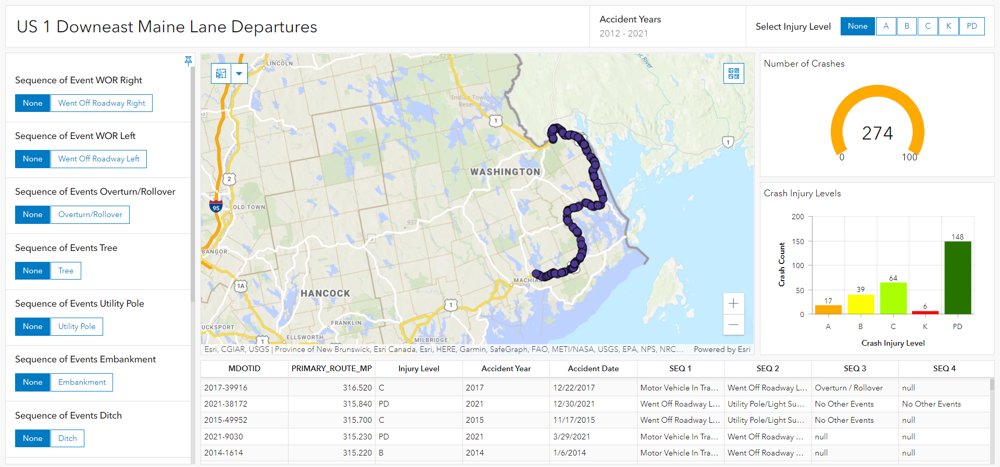 US 1 Downeast Maine Lane Departures
Accident Years
2012 - 2021
Select Injury Level
None
A
B
C
K
PD
Sequence of Event WOR Right
None
Went Off Roadway Right
Sequence of Event WOR Left
None
Went Off Roadway Left
Sequence of Events Overturn/Rollover
None
Overturn/Rollover
Sequence of Events Tree
None
Tree
Sequence of Events Utility Pole
None
Utility Pole
Sequence of Events Embankment
None
Embankment
Sequence of Events Ditch
None
Ditch
LINCOLN
1252
Indian Town
Reservation
1
1
WASHINGTON
2
95
OLD TOWN
937
BANGOR
1A
HANCOCK
MACHIAS
1
FRANKLIN
UCKSPORT
ELLSWORTH
1
MILBRIDGE
Esri, CGIAR, USGS | Province of New Brunswick, Esri Canada, Esri, HERE, Garmin, SafeGraph, FAO, METI/NASA, USGS, EPA, NPS, NRC...
Powered by Esri
Number of Crashes
274
0
100
Crash Injury Levels
200
150
100
50
0
Crash Count
17
39
64
6
148
A
B
C
K
PD
Crash Injury Level
MDOTID PRIMARY_ROUTE_MP Injury Level Accident Year Accident Date SEQ 1 SEQ 2 SEQ 3 SEQ 4
2017-39916 316.520 C 2017 12/22/2017 Motor Vehicle In Tra... Went Off Roadway L... Overturn / Rollover null
2021-38172 315.840 PD 2021 12/30/2021 Went Off Roadway L... Utility Pole/Light Su... No Other Events No Other Events
2015-49952 315.700 C 2015 11/17/2015 Went Off Roadway L... Utility Pole/Light Su... No Other Events null
2021-9030 315.230 PD 2021 3/29/2021 Motor Vehicle In Tra... Went Off Roadway ... null null
2014-1614 315.220 B 2014 1/6/2014 Motor Vehicle In Tra... Went Off Roadway ... null null